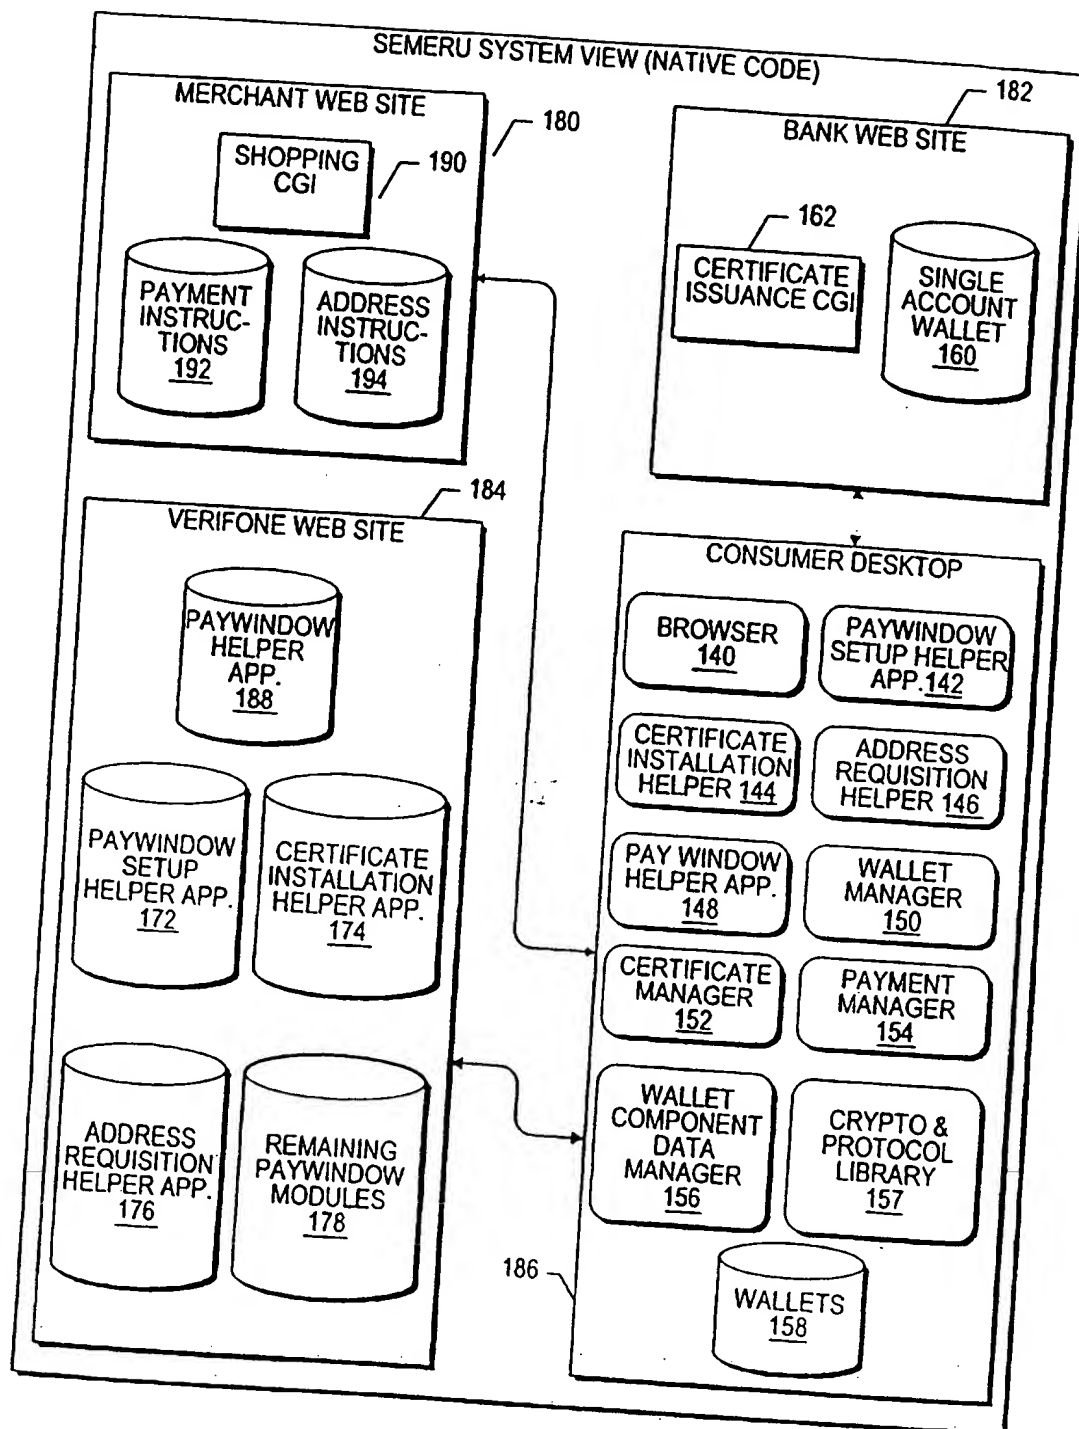 SEMERU SYSTEM VIEW (NATIVE CODE)
MERCHANT WEB SITE
180
SHOPPING
CGI
190
PAYMENT
INSTRUC-
TIONS
192
ADDRESS
INSTRUC-
TIONS
194
182
BANK WEB SITE
162
CERTIFICATE
ISSUANCE CGI
SINGLE
ACCOUNT
WALLET
160
184
VERIFONE WEB SITE
PAYWINDOW
HELPER
APP.
188
PAYWINDOW
SETUP
HELPER APP.
172
CERTIFICATE
INSTALLATION
HELPER APP.
174
ADDRESS
REQUISITION
HELPER APP.
176
REMAINING
PAYWINDOW
MODULES
178
CONSUMER DESKTOP
BROWSER
140
PAYWINDOW
SETUP HELPER
APP.142
CERTIFICATE
INSTALLATION
HELPER 144
ADDRESS
REQUISITION
HELPER 146
PAY WINDOW
HELPER APP.
148
WALLET
MANAGER
150
CERTIFICATE
MANAGER
152
PAYMENT
MANAGER
154
WALLET
COMPONENT
DATA
MANAGER
156
CRYPTO &
PROTOCOL
LIBRARY
157
186
WALLETS
158